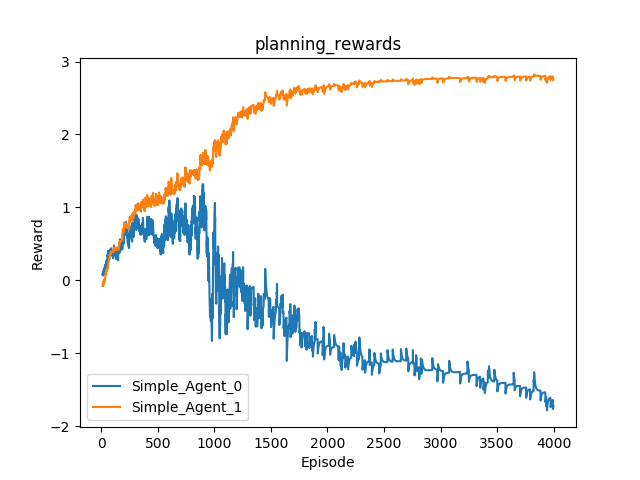 planning_rewards
3
2
1
0
−1
−2
Reward
Simple_Agent_0
Simple_Agent_1
0 500 1000 1500 2000 2500 3000 3500 4000
Episode